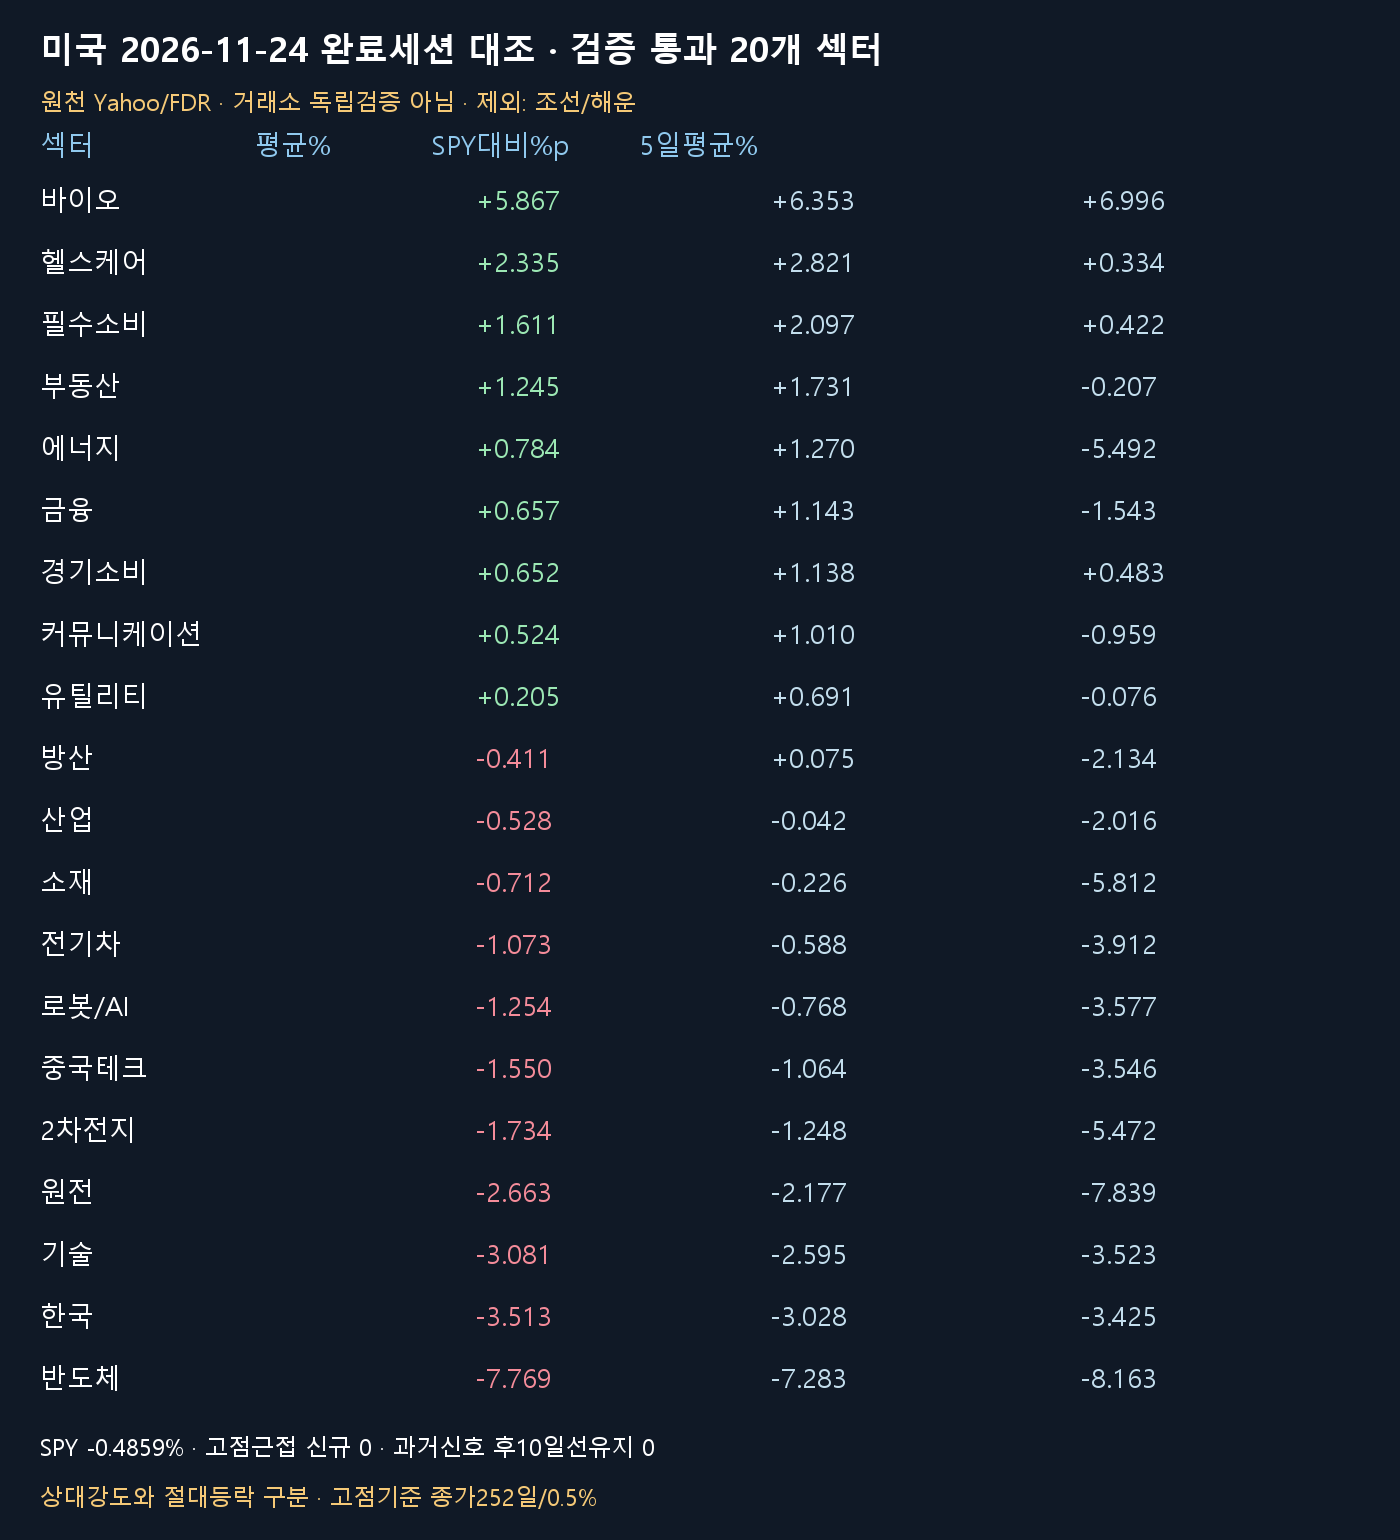 미국 2026-11-24 완료세션 대조 · 검증 통과 20개 섹터
원천 Yahoo/FDR · 거래소 독립검증 아님 · 제외: 조선/해운
섹터 평균% SPY대비%p 5일평균%
바이오 +5.867 +6.353 +6.996
헬스케어 +2.335 +2.821 +0.334
필수소비 +1.611 +2.097 +0.422
부동산 +1.245 +1.731 -0.207
에너지 +0.784 +1.270 -5.492
금융 +0.657 +1.143 -1.543
경기소비 +0.652 +1.138 +0.483
커뮤니케이션 +0.524 +1.010 -0.959
유틸리티 +0.205 +0.691 -0.076
방산 -0.411 +0.075 -2.134
산업 -0.528 -0.042 -2.016
소재 -0.712 -0.226 -5.812
전기차 -1.073 -0.588 -3.912
로봇/AI -1.254 -0.768 -3.577
중국테크 -1.550 -1.064 -3.546
2차전지 -1.734 -1.248 -5.472
원전 -2.663 -2.177 -7.839
기술 -3.081 -2.595 -3.523
한국 -3.513 -3.028 -3.425
반도체 -7.769 -7.283 -8.163
SPY -0.4859% · 고점근접 신규 0 · 과거신호 후10일선유지 0
상대강도와 절대등락 구분 · 고점기준 종가252일/0.5%